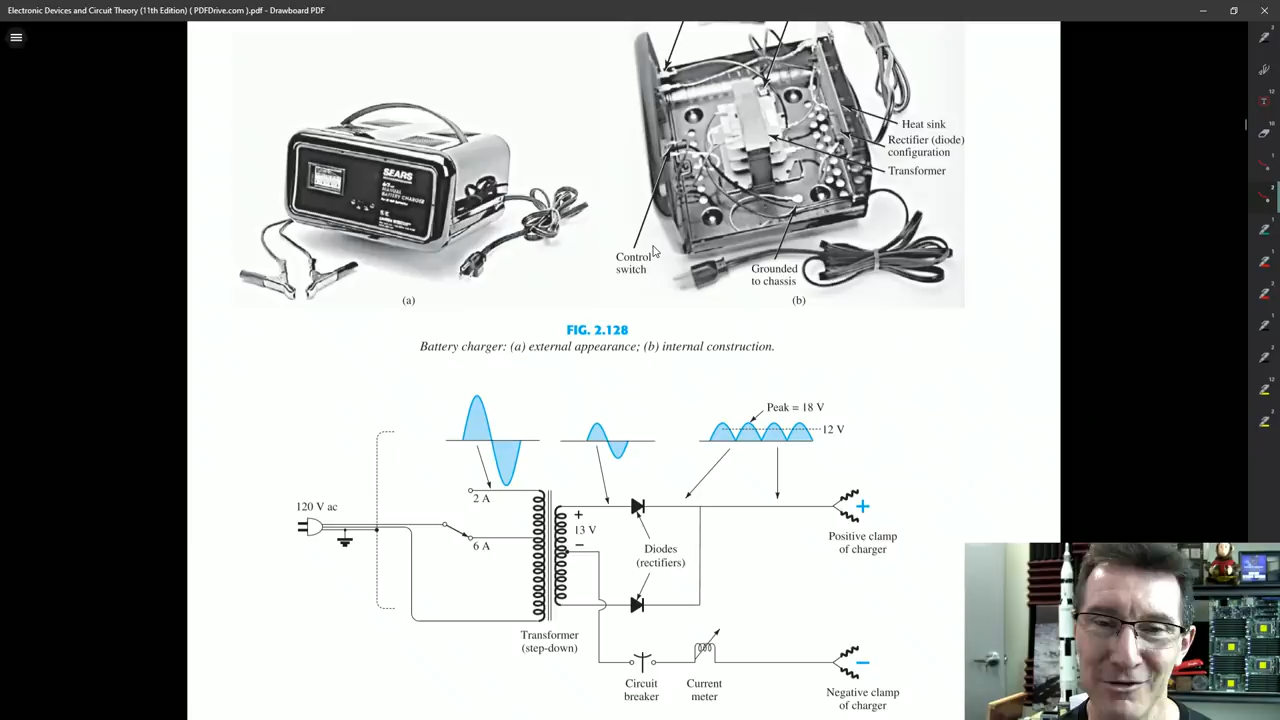 Electronic Devices and Circuit Theory (11th Edition) ( PDFDrive.com ).pdf - Drawboard PDF
SEARS
MANUAL
BATTERY CHARGER
Heat sink
Rectifier (diode)
configuration
Transformer
Control
switch
Grounded
to chassis
(a)
(b)
FIG. 2.128
Battery charger: (a) external appearance; (b) internal construction.
Peak = 18 V
12 V
120 V ac
2 A
6 A
+
13 V
−
Diodes
(rectifiers)
+
Positive clamp
of charger
Transformer
(step-down)
Circuit
breaker
Current
meter
−
Negative clamp
of charger